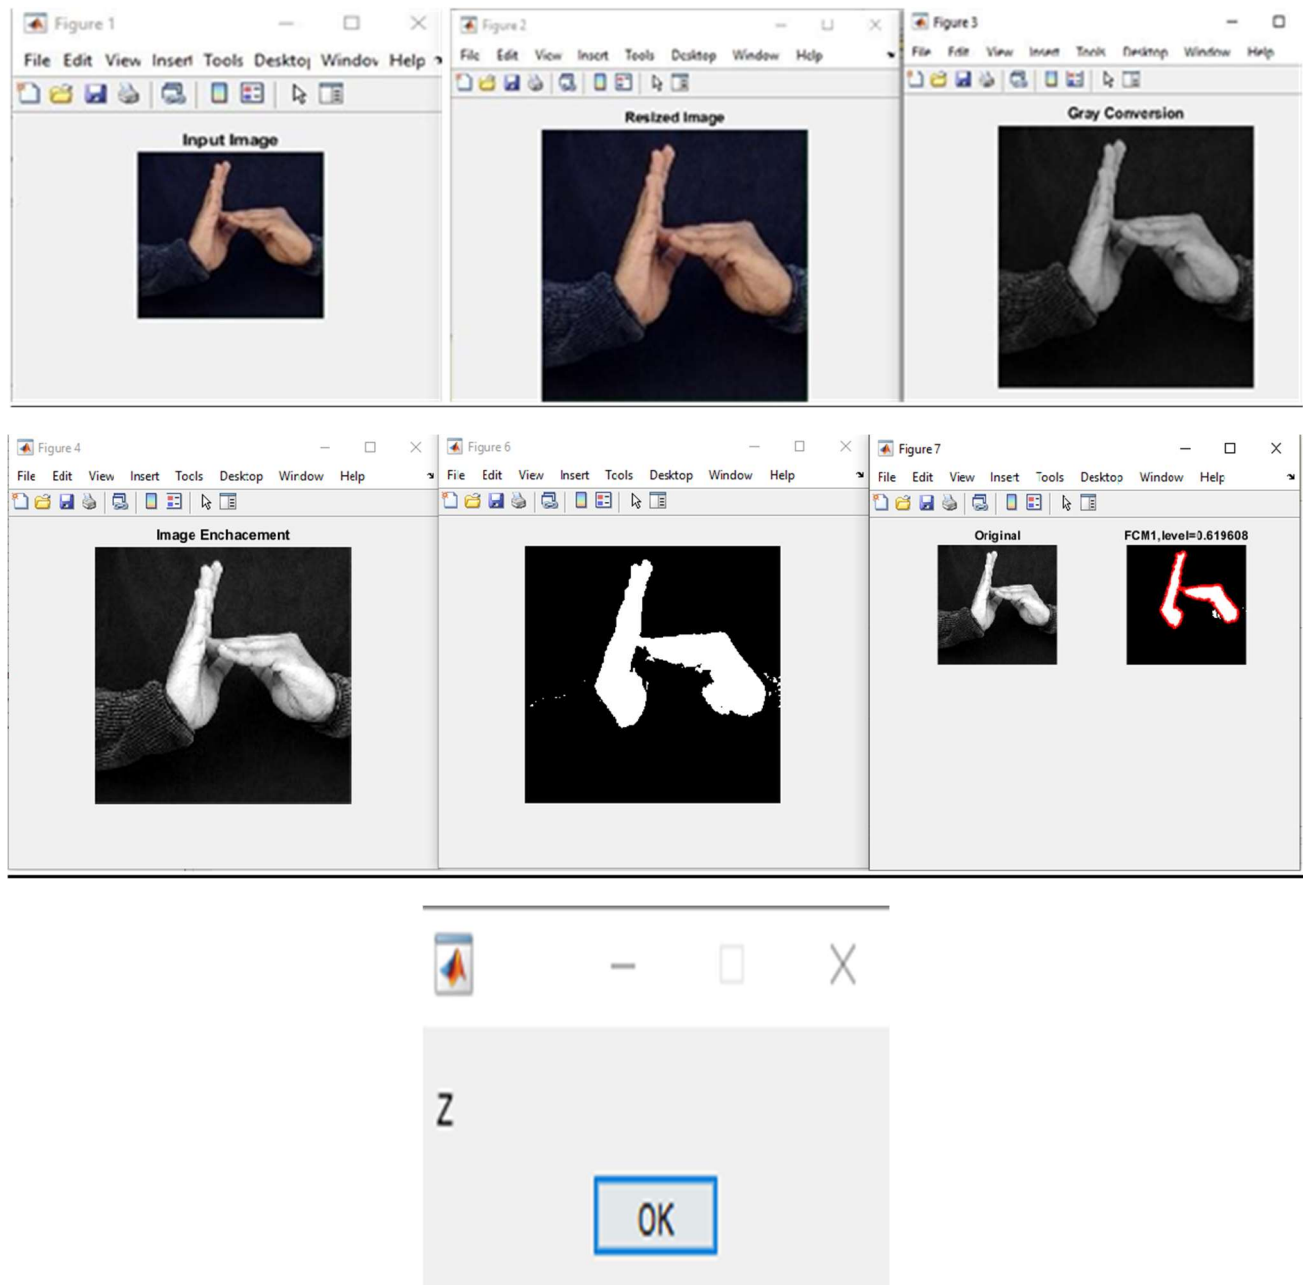 Figure 1
File Edit View Insert Tools Desktop Window Help
Input Image
Figure 2
File Edit View Insert Tools Desktop Window Help
Resized Image
Figure 3
File Edit View Insert Tools Desktop Window Help
Gray Conversion
Figure 4
File Edit View Insert Tools Desktop Window Help
Image Enchacement
Figure 6
File Edit View Insert Tools Desktop Window Help
Figure 7
File Edit View Insert Tools Desktop Window Help
Original
FCM1,level=0.619608
Z
OK